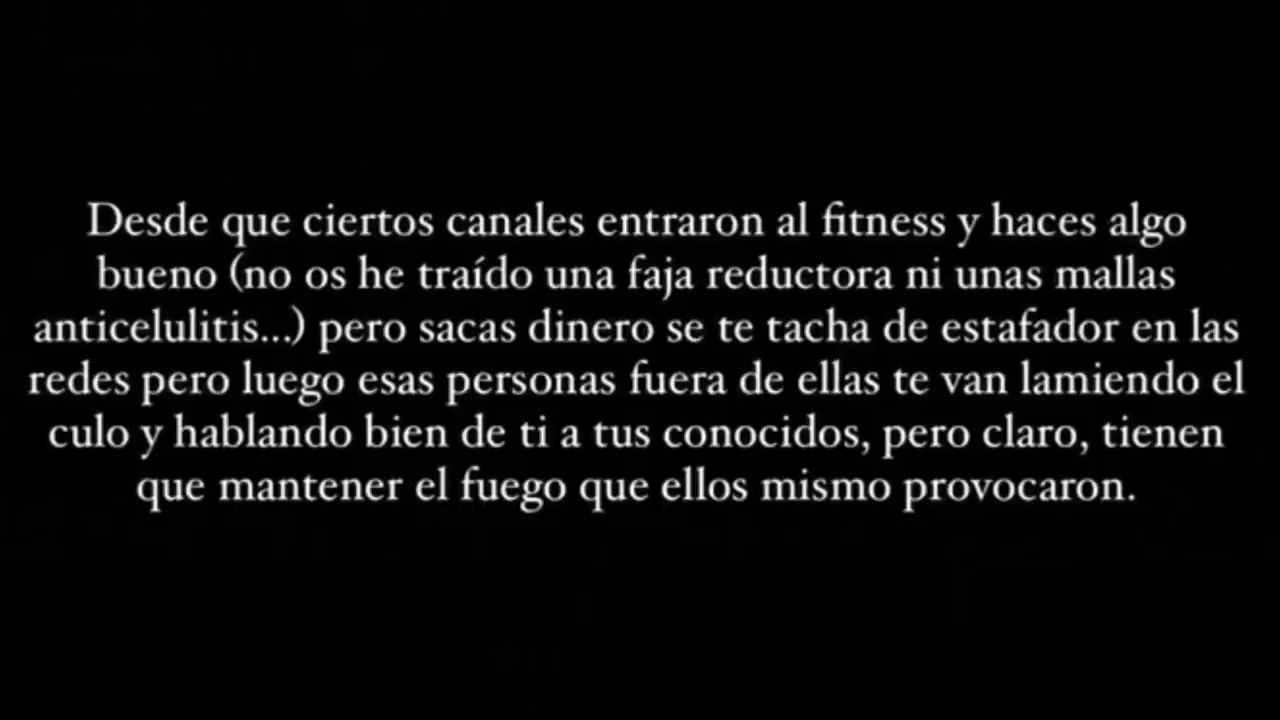 Desde que ciertos canales entraron al fitness y haces algo
bueno (no os he traído una faja reductora ni unas mallas
anticelulitis...) pero sacas dinero se te tacha de estafador en las
redes pero luego esas personas fuera de ellas te van lamiendo el
culo y hablando bien de ti a tus conocidos, pero claro, tienen
que mantener el fuego que ellos mismo provocaron.